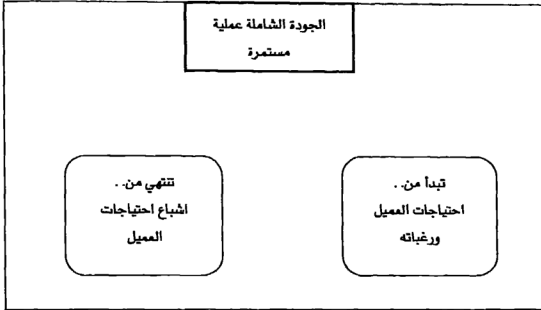 الجودة الشاملة عملية
مستمرة
تبدأ من..
احتياجات العميل
ورغباته
تنتهي من..
اشباع احتياجات
العميل